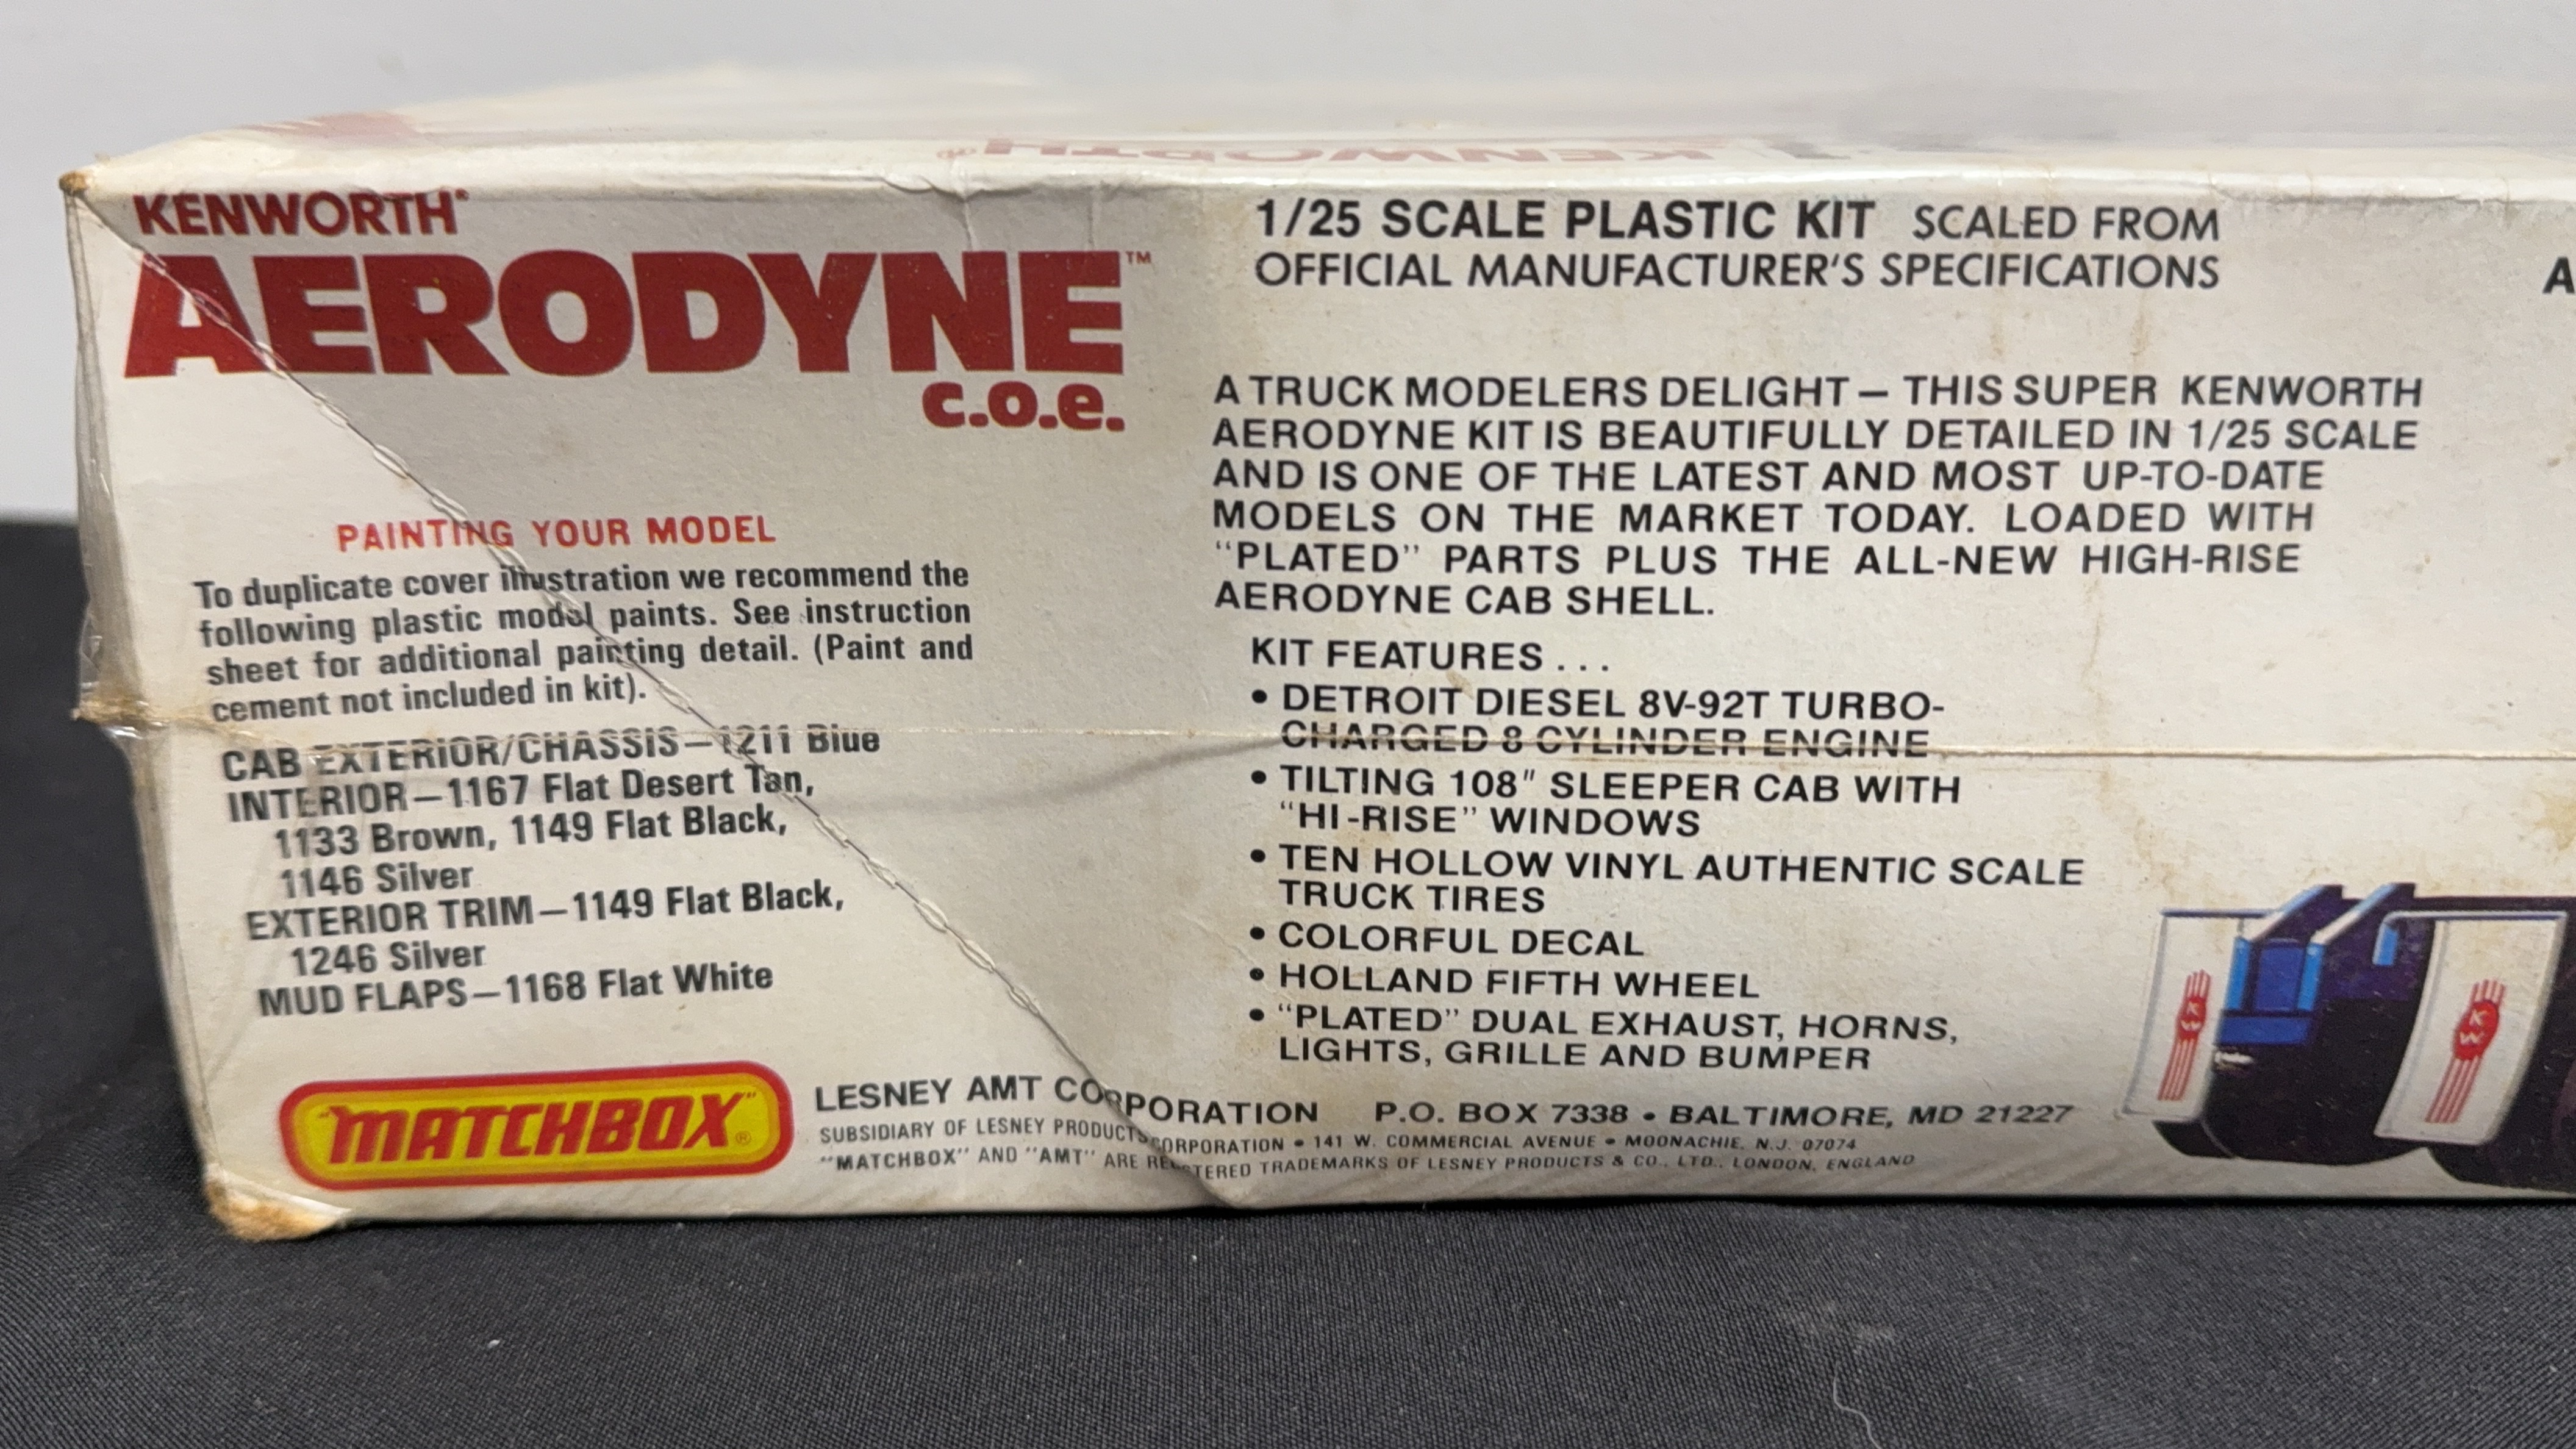 KENWORTH®
AERODYNE™
c.o.e.
PAINTING YOUR MODEL
To duplicate cover illustration we recommend the
following plastic model paints. See instruction
sheet for additional painting detail. (Paint and
cement not included in kit).
CAB EXTERIOR/CHASSIS—1211 Blue
INTERIOR—1167 Flat Desert Tan,
1133 Brown, 1149 Flat Black,
1146 Silver
EXTERIOR TRIM—1149 Flat Black,
1246 Silver
MUD FLAPS—1168 Flat White
"MATCHBOX"®
LESNEY AMT CORPORATION P.O. BOX 7338 • BALTIMORE, MD 21227
SUBSIDIARY OF LESNEY PRODUCTS CORPORATION • 141 W. COMMERCIAL AVENUE • MOONACHIE, N.J. 07074
"MATCHBOX" AND "AMT" ARE REGISTERED TRADEMARKS OF LESNEY PRODUCTS & CO., LTD., LONDON, ENGLAND
1/25 SCALE PLASTIC KIT SCALED FROM
OFFICIAL MANUFACTURER'S SPECIFICATIONS
A TRUCK MODELERS DELIGHT — THIS SUPER KENWORTH
AERODYNE KIT IS BEAUTIFULLY DETAILED IN 1/25 SCALE
AND IS ONE OF THE LATEST AND MOST UP-TO-DATE
MODELS ON THE MARKET TODAY. LOADED WITH
"PLATED" PARTS PLUS THE ALL-NEW HIGH-RISE
AERODYNE CAB SHELL.
KIT FEATURES . . .
• DETROIT DIESEL 8V-92T TURBO-
CHARGED 8 CYLINDER ENGINE
• TILTING 108" SLEEPER CAB WITH
"HI-RISE" WINDOWS
• TEN HOLLOW VINYL AUTHENTIC SCALE
TRUCK TIRES
• COLORFUL DECAL
• HOLLAND FIFTH WHEEL
• "PLATED" DUAL EXHAUST, HORNS,
LIGHTS, GRILLE AND BUMPER
KW
KW
KENWORTH®